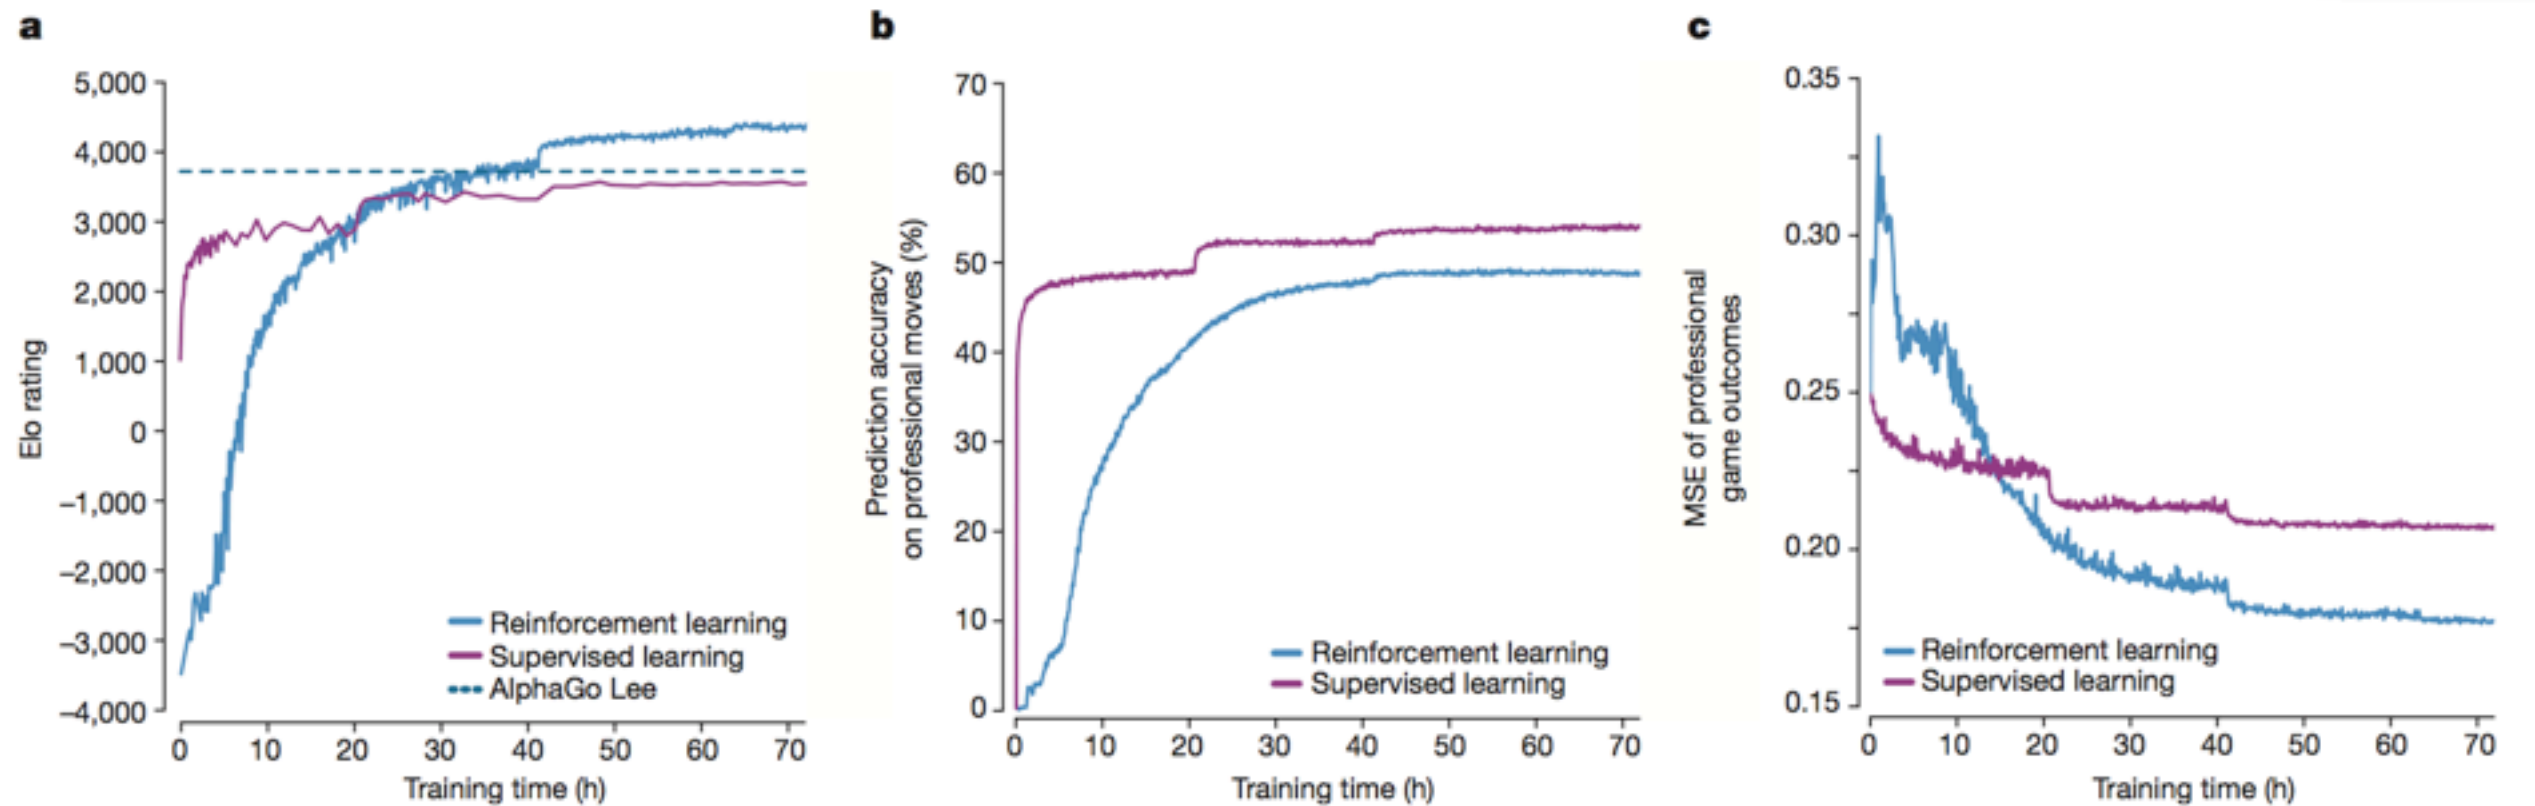 a
5,000
4,000
3,000
2,000
1,000
0
–1,000
–2,000
–3,000
–4,000
Elo rating
Reinforcement learning
Supervised learning
AlphaGo Lee
0 10 20 30 40 50 60 70
Training time (h)
b
70
60
50
40
30
20
10
0
Prediction accuracy
on professional moves (%)
Reinforcement learning
Supervised learning
0 10 20 30 40 50 60 70
Training time (h)
c
0.35
0.30
0.25
0.20
0.15
MSE of professional
game outcomes
Reinforcement learning
Supervised learning
0 10 20 30 40 50 60 70
Training time (h)